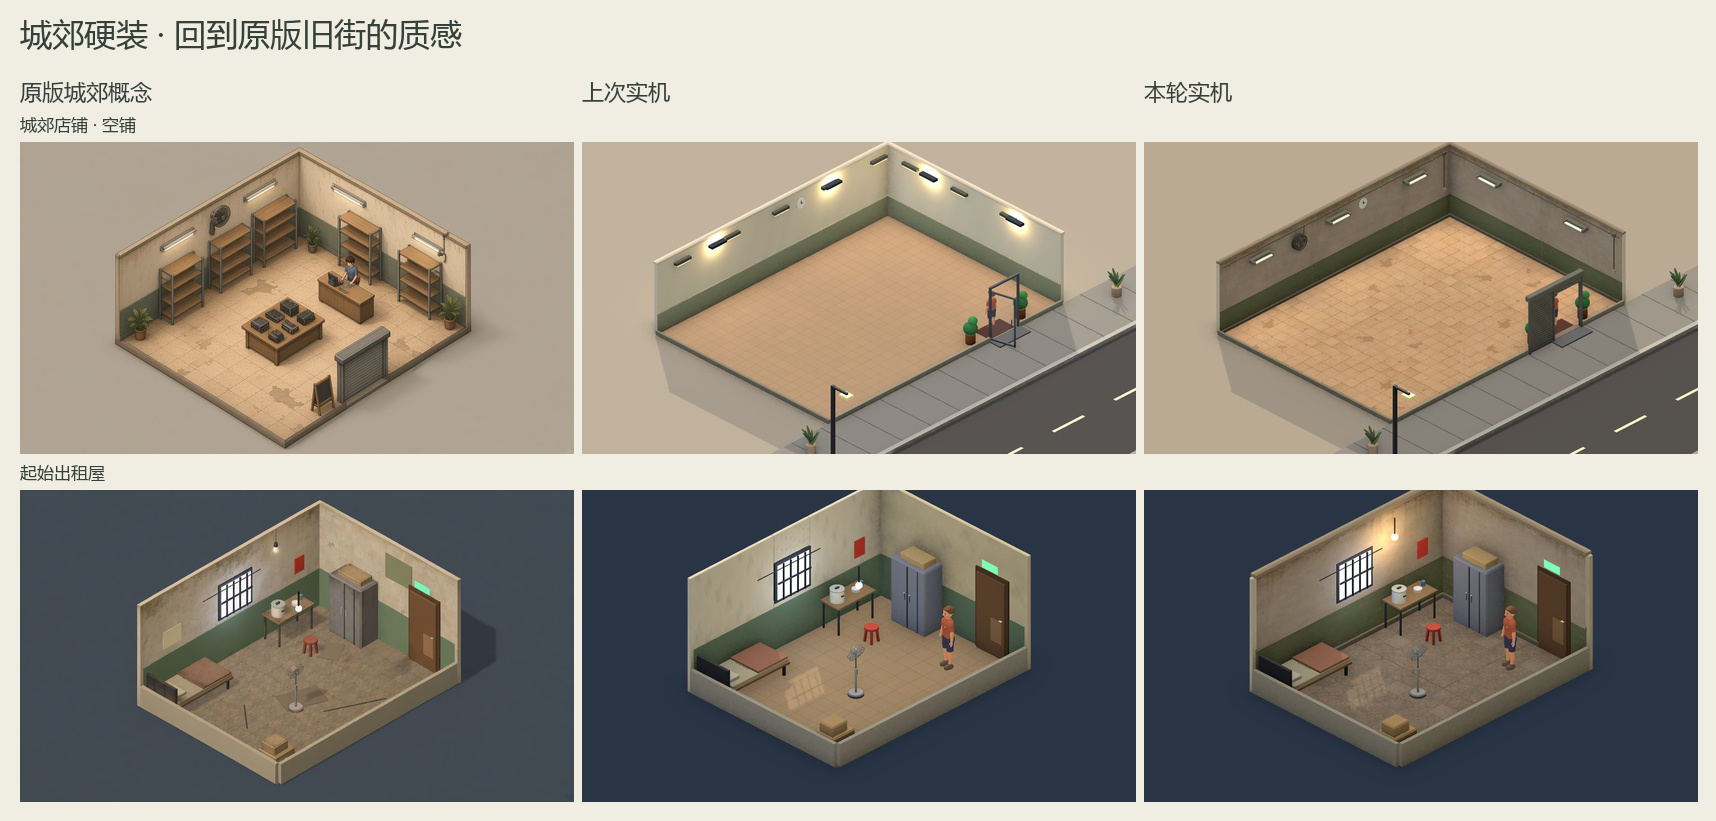 城郊硬装 · 回到原版旧街的质感
原版城郊概念
上次实机
本轮实机
城郊店铺 · 空铺
起始出租屋